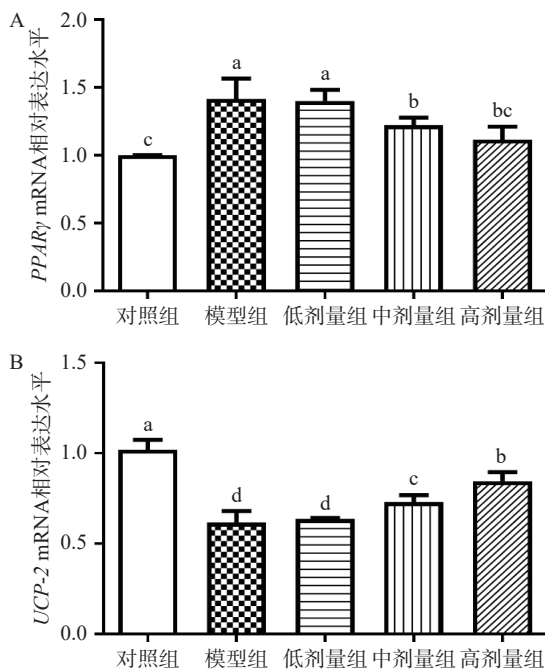 A
PPARγ mRNA相对表达水平
2.0
1.5
1.0
0.5
0.0
c
a
a
b
bc
对照组 模型组 低剂量组 中剂量组 高剂量组
B
UCP-2 mRNA相对表达水平
1.5
1.0
0.5
0.0
a
d
d
c
b
对照组 模型组 低剂量组 中剂量组 高剂量组